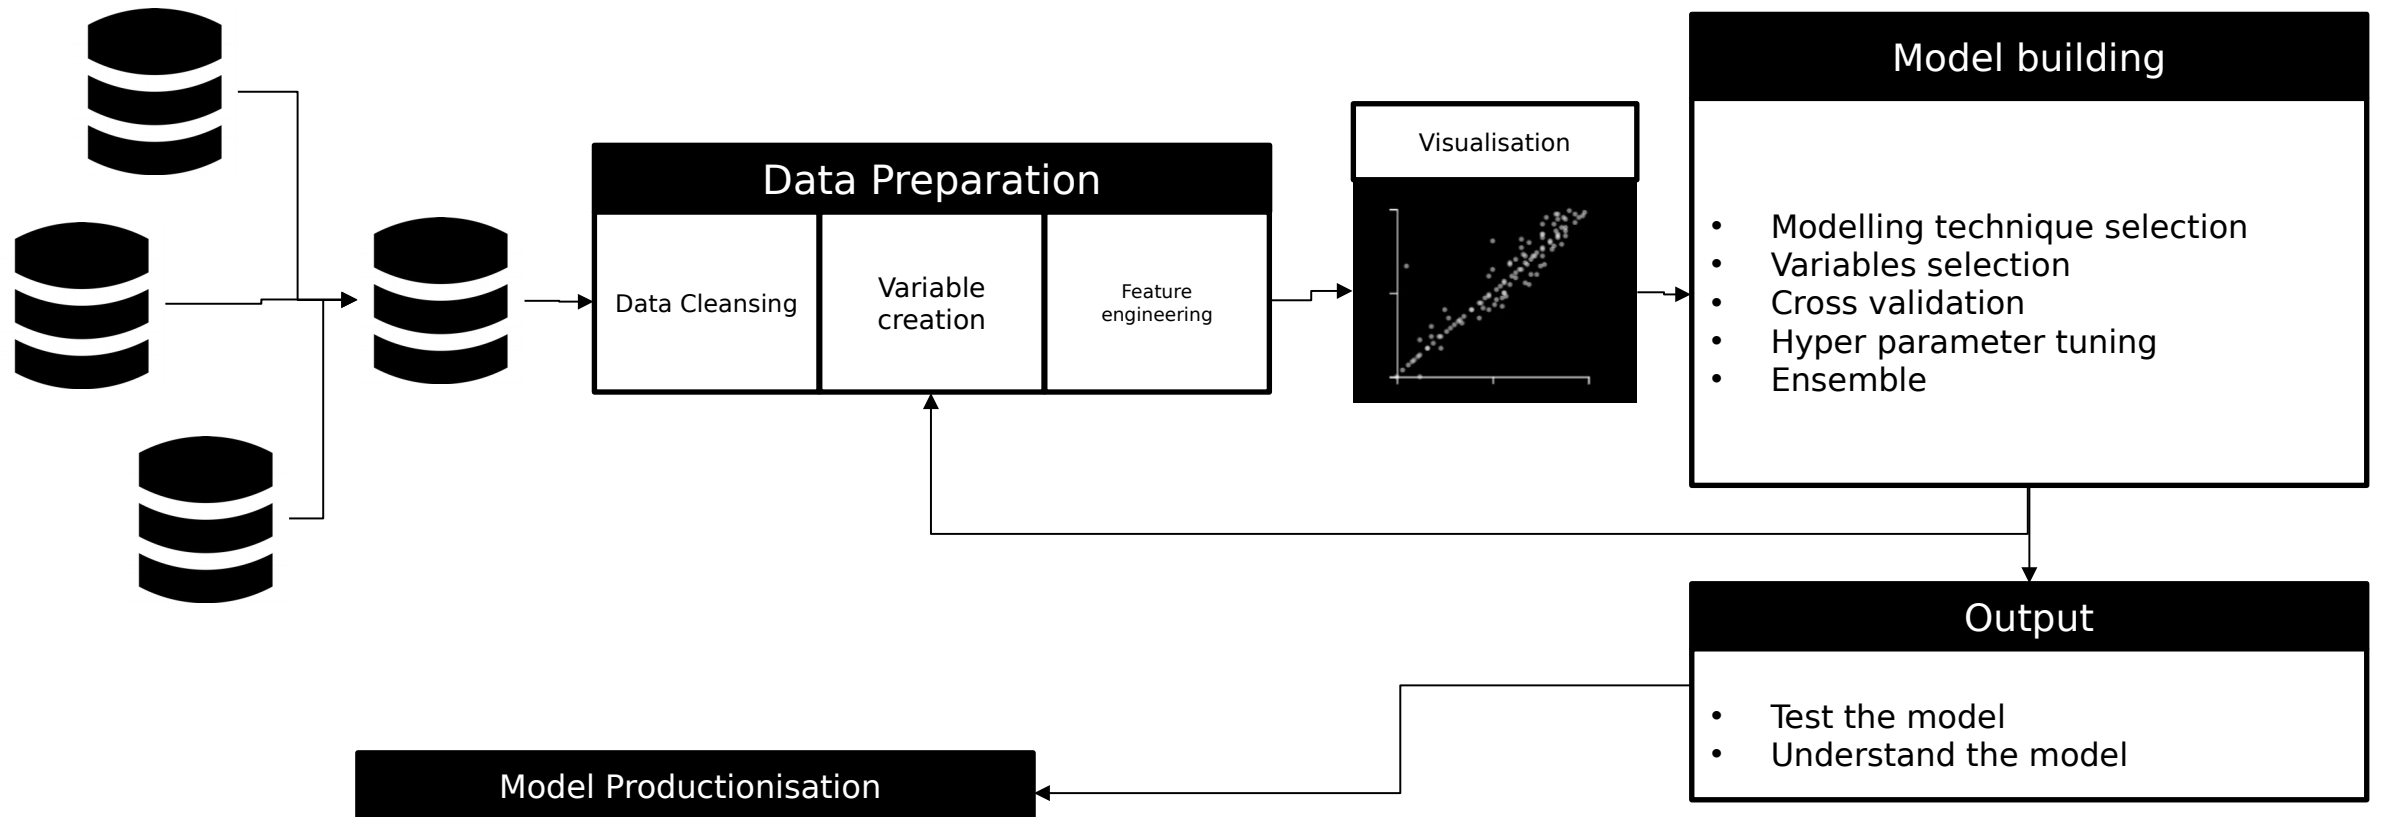 Model building
Visualisation
Data Preparation
Data Cleansing
Variable
creation
Feature
engineering
• Modelling technique selection
• Variables selection
• Cross validation
• Hyper parameter tuning
• Ensemble
Output
• Test the model
• Understand the model
Model Productionisation